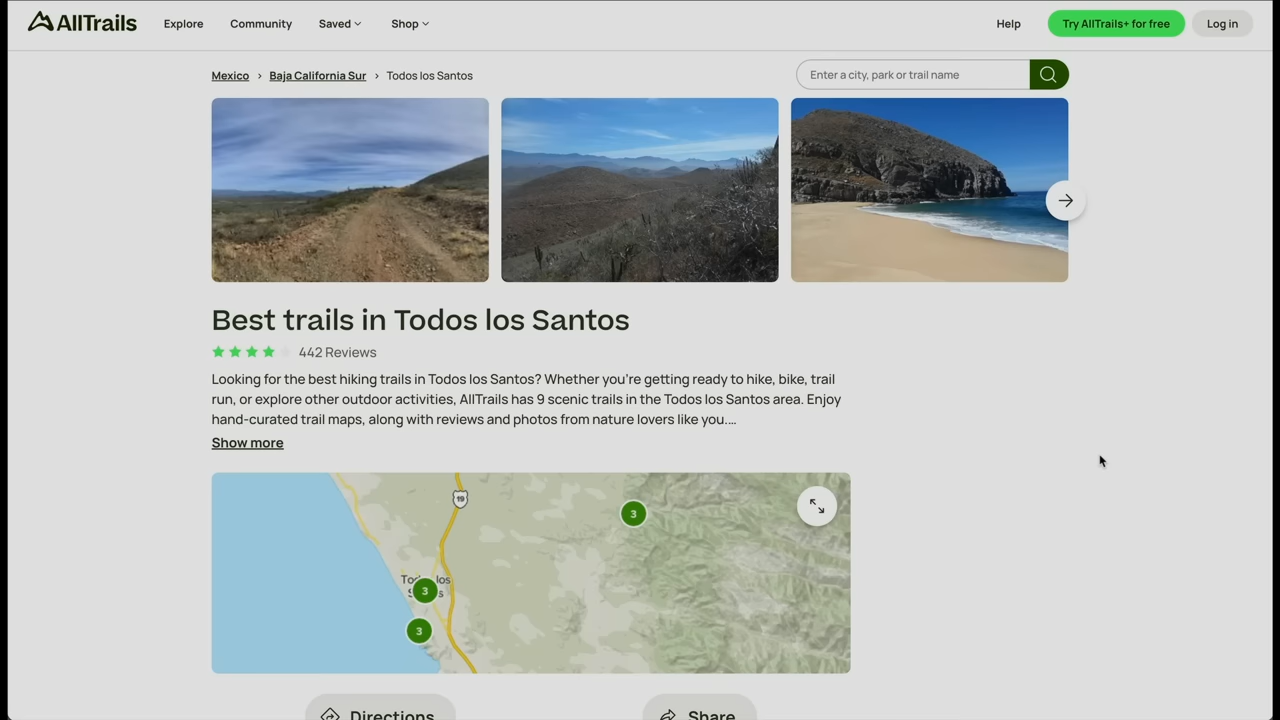 AllTrails Explore Community Saved Shop Help Try AllTrails+ for free Log in
Mexico › Baja California Sur › Todos los Santos
Enter a city, park or trail name
Best trails in Todos los Santos
442 Reviews
Looking for the best hiking trails in Todos los Santos? Whether you're getting ready to hike, bike, trail
run, or explore other outdoor activities, AllTrails has 9 scenic trails in the Todos los Santos area. Enjoy
hand-curated trail maps, along with reviews and photos from nature lovers like you....
Show more
19
3
los
3
3
Directions Share